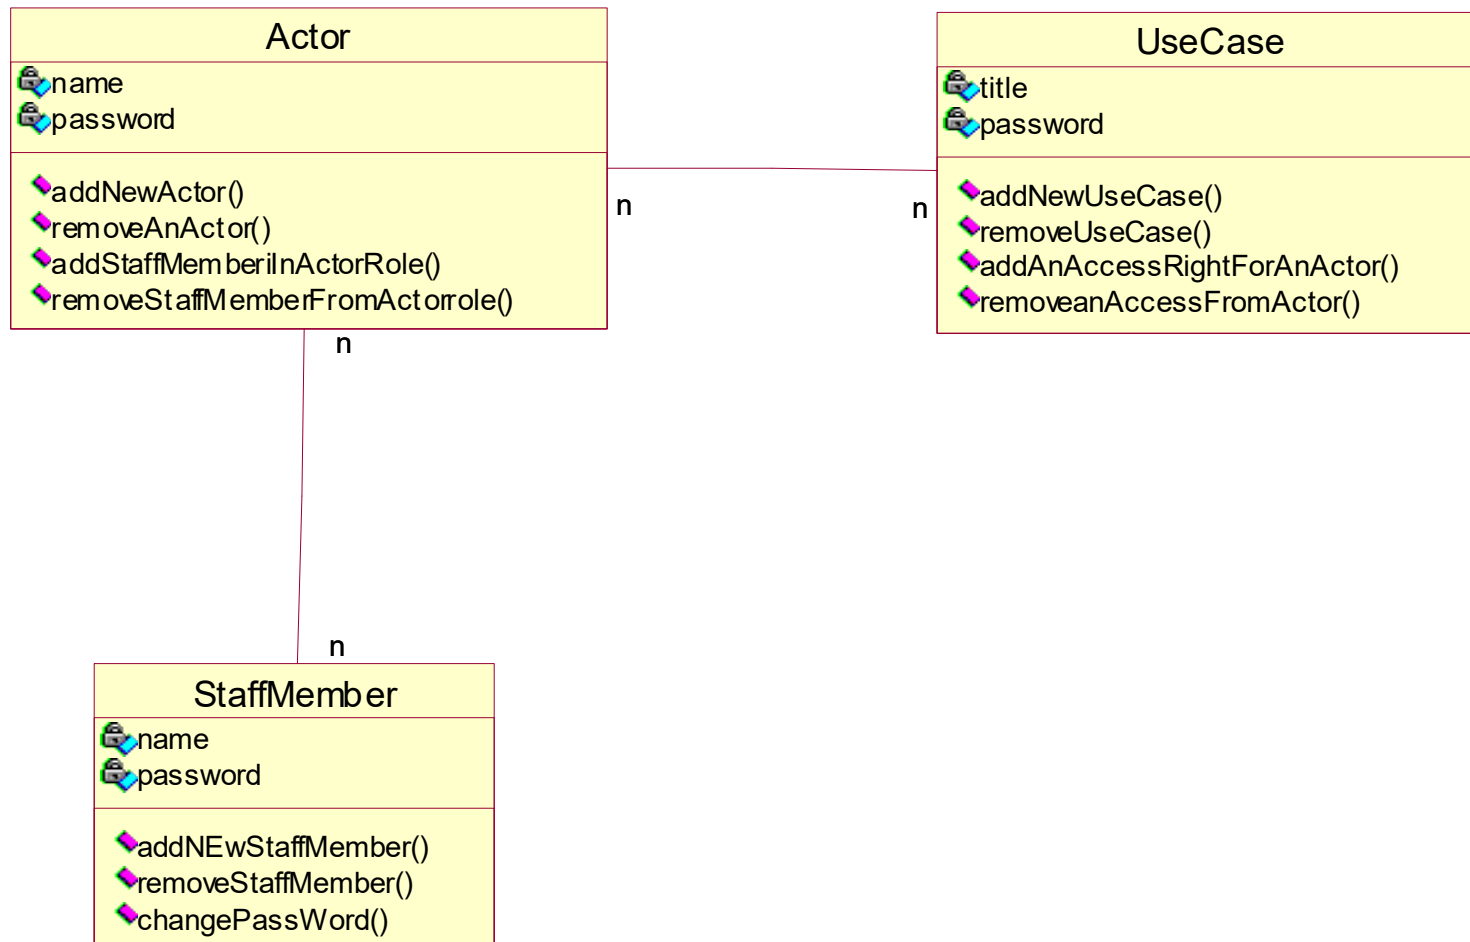 Actor
name
password
addNewActor()
removeAnActor()
addStaffMemberiInActorRole()
removeStaffMemberFromActorrole()
n
n
UseCase
title
password
addNewUseCase()
removeUseCase()
addAnAccessRightForAnActor()
removeanAccessFromActor()
n
n
StaffMember
name
password
addNEwStaffMember()
removeStaffMember()
changePassWord()